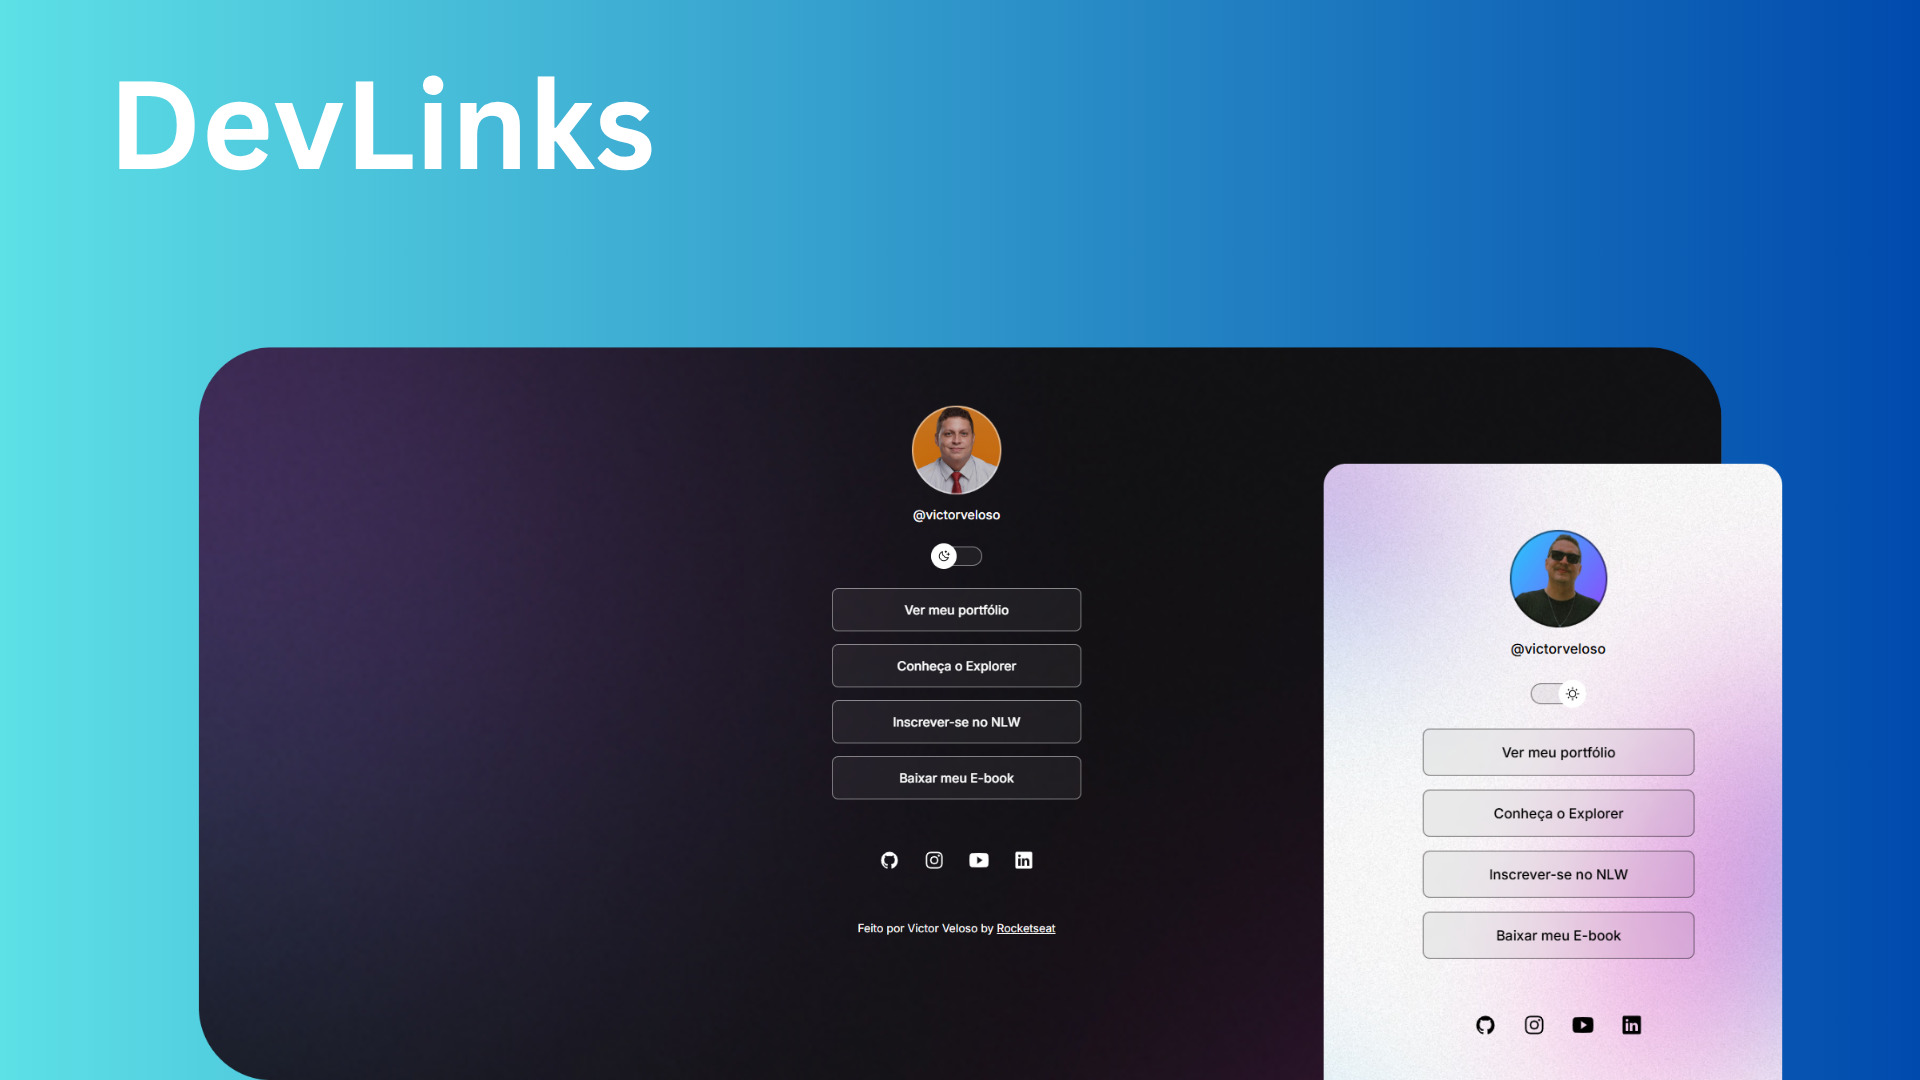 DevLinks
@victorveloso
Ver meu portfólio
Conheça o Explorer
Inscrever-se no NLW
Baixar meu E-book
Feito por Victor Veloso by Rocketseat
@victorveloso
Ver meu portfólio
Conheça o Explorer
Inscrever-se no NLW
Baixar meu E-book